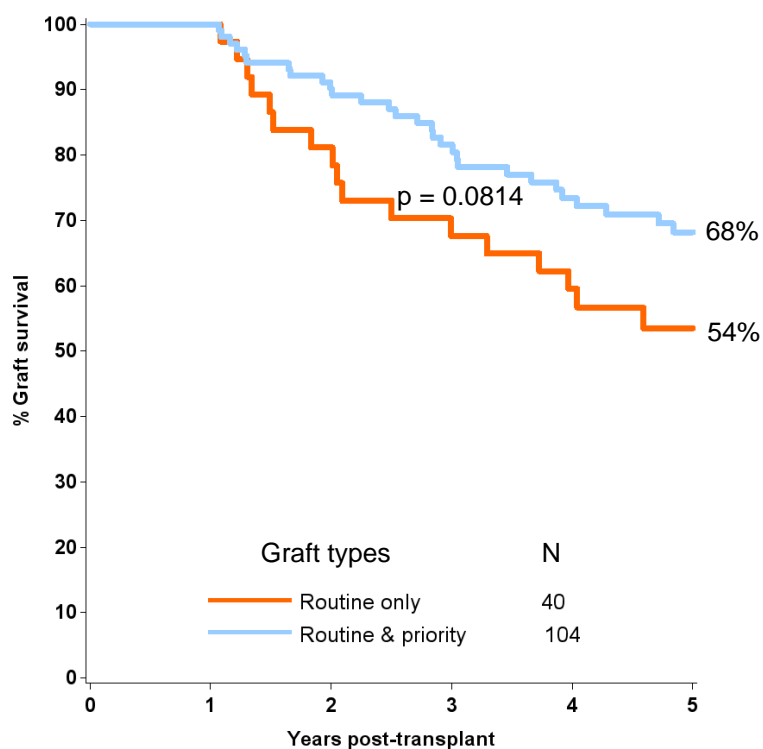 100
90
80
70
60
50
40
30
20
10
0
% Graft survival
p = 0.0814
68%
54%
Graft types N
Routine only 40
Routine & priority 104
0 1 2 3 4 5
Years post-transplant